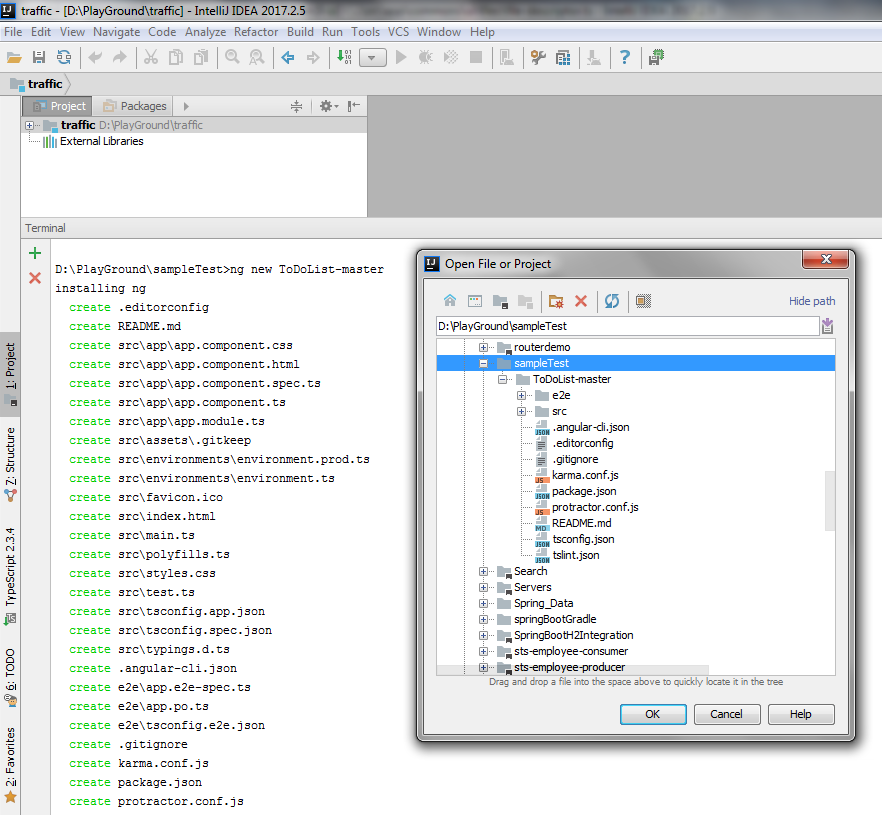 traffic - [D:\PlayGround\traffic] - IntelliJ IDEA 2017.2.5
File Edit View Navigate Code Analyze Refactor Build Run Tools VCS Window Help
traffic
Project Packages
traffic D:\PlayGround\traffic
External Libraries
Terminal
D:\PlayGround\sampleTest>ng new ToDoList-master
installing ng
create .editorconfig
create README.md
create src\app\app.component.css
create src\app\app.component.html
create src\app\app.component.spec.ts
create src\app\app.component.ts
create src\app\app.module.ts
create src\assets\.gitkeep
create src\environments\environment.prod.ts
create src\environments\environment.ts
create src\favicon.ico
create src\index.html
create src\main.ts
create src\polyfills.ts
create src\styles.css
create src\test.ts
create src\tsconfig.app.json
create src\tsconfig.spec.json
create src\typings.d.ts
create .angular-cli.json
create e2e\app.e2e-spec.ts
create e2e\app.po.ts
create e2e\tsconfig.e2e.json
create .gitignore
create karma.conf.js
create package.json
create protractor.conf.js
1: Project
Z: Structure
TypeScript 2.3.4
6: TODO
2: Favorites
Open File or Project
Hide path
D:\PlayGround\sampleTest
routerdemo
sampleTest
ToDoList-master
e2e
src
.angular-cli.json
.editorconfig
.gitignore
karma.conf.js
package.json
protractor.conf.js
README.md
tsconfig.json
tslint.json
Search
Servers
Spring_Data
springBootGradle
SpringBootH2Integration
sts-employee-consumer
sts-employee-producer
Drag and drop a file into the space above to quickly locate it in the tree
OK Cancel Help